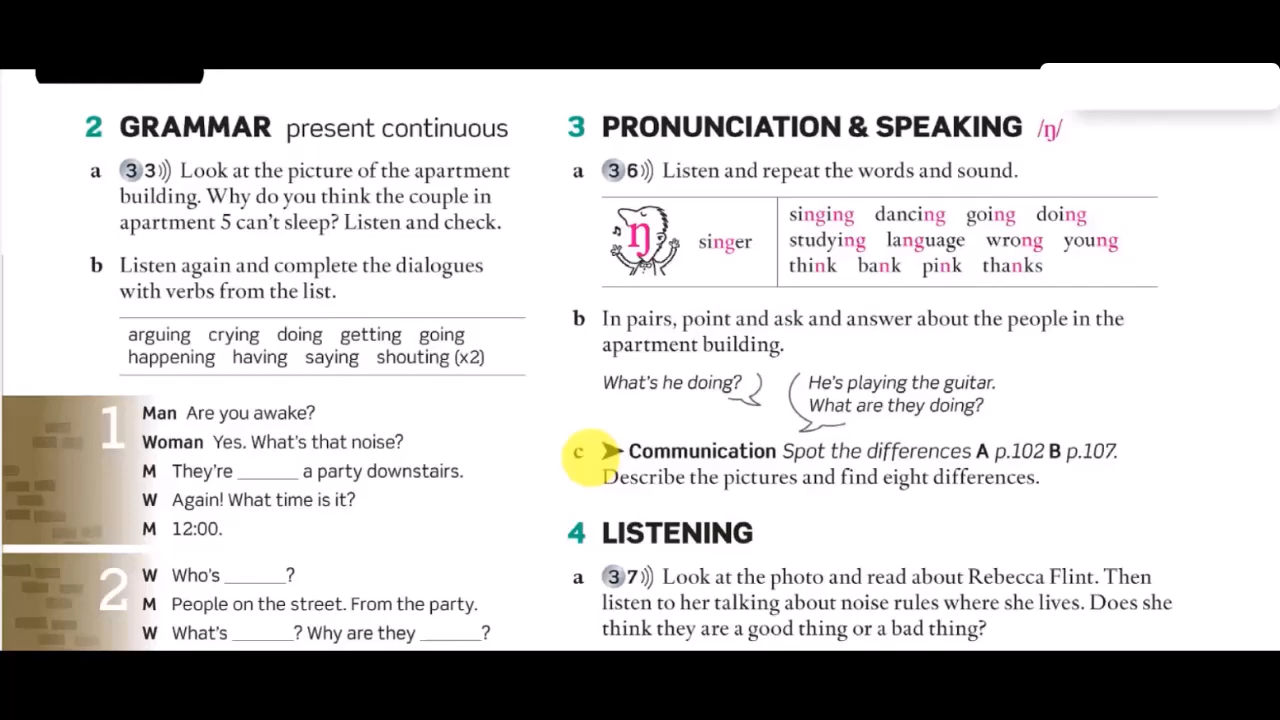 2 GRAMMAR present continuous
a 3 3))) Look at the picture of the apartment
building. Why do you think the couple in
apartment 5 can't sleep? Listen and check.
b Listen again and complete the dialogues
with verbs from the list.
arguing crying doing getting going
happening having saying shouting (x2)
1
Man Are you awake?
Woman Yes. What's that noise?
M They're ______ a party downstairs.
W Again! What time is it?
M 12:00.
2
W Who's ______?
M People on the street. From the party.
W What's ______? Why are they ______?
3 PRONUNCIATION & SPEAKING /ŋ/
a 3 6))) Listen and repeat the words and sound.
ŋ singer
singing dancing going doing
studying language wrong young
think bank pink thanks
b In pairs, point and ask and answer about the people in the
apartment building.
What's he doing?
He's playing the guitar.
What are they doing?
c ➤ Communication Spot the differences A p.102 B p.107.
Describe the pictures and find eight differences.
4 LISTENING
a 3 7))) Look at the photo and read about Rebecca Flint. Then
listen to her talking about noise rules where she lives. Does she
think they are a good thing or a bad thing?